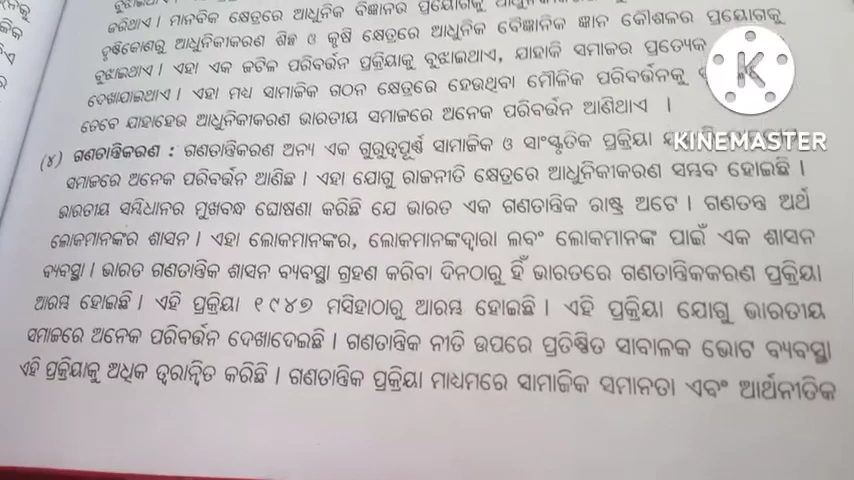 କରିଥାଏ। ମାନବିକ କ୍ଷେତ୍ରରେ ଆଧୁନିକ ବିଜ୍ଞାନର ପ୍ରୟୋଗକୁ
ଦୃଷ୍ଟିକୋଣରୁ ଆଧୁନିକୀକରଣ ଶିଳ୍ପ ଓ କୃଷି କ୍ଷେତ୍ରରେ ଆଧୁନିକ ବୈଜ୍ଞାନିକ ଜ୍ଞାନ କୌଶଳର ପ୍ରୟୋଗକୁ
ବୁଝାଇଥାଏ। ଏହା ଏକ ଜଟିଳ ପରିବର୍ତ୍ତନ ପ୍ରକ୍ରିୟାକୁ ବୁଝାଇଥାଏ, ଯାହାକି ସମାଜର ପ୍ରତ୍ୟେକ
ଦେଖାଯାଇଥାଏ। ଏହା ମଧ୍ୟ ସାମାଜିକ ଗଠନ କ୍ଷେତ୍ରରେ ହେଉଥିବା ମୌଳିକ ପରିବର୍ତ୍ତନକୁ
ତେବେ ଯାହାହେଉ ଆଧୁନିକୀକରଣ ଭାରତୀୟ ସମାଜରେ ଅନେକ ପରିବର୍ତ୍ତନ ଆଣିଥାଏ ।
(୪) ଗଣତାନ୍ତ୍ରିକରଣ : ଗଣତାନ୍ତ୍ରିକରଣ ଅନ୍ୟ ଏକ ଗୁରୁତ୍ୱପୂର୍ଣ୍ଣ ସାମାଜିକ ଓ ସାଂସ୍କୃତିକ ପ୍ରକ୍ରିୟା
KINEMASTER
ସମାଜରେ ଅନେକ ପରିବର୍ତ୍ତନ ଆଣିଛ। ଏହା ଯୋଗୁ ରାଜନୀତି କ୍ଷେତ୍ରରେ ଆଧୁନିକୀକରଣ ସମ୍ଭବ ହୋଇଛି।
ଭାରତୀୟ ସମ୍ବିଧାନର ମୁଖବନ୍ଧ ଘୋଷଣା କରିଛି ଯେ ଭାରତ ଏକ ଗଣତାନ୍ତ୍ରିକ ରାଷ୍ଟ୍ର ଅଟେ। ଗଣତନ୍ତ୍ର ଅର୍ଥ
ଲୋକମାନଙ୍କର ଶାସନ। ଏହା ଲୋକମାନଙ୍କର, ଲୋକମାନଙ୍କଦ୍ୱାରା ଲବଂ ଲୋକମାନଙ୍କ ପାଇଁ ଏକ ଶାସନ
ବ୍ୟବସ୍ଥା। ଭାରତ ଗଣତାନ୍ତ୍ରିକ ଶାସନ ବ୍ୟବସ୍ଥା ଗ୍ରହଣ କରିବା ଦିନଠାରୁ ହିଁ ଭାରତରେ ଗଣତାନ୍ତ୍ରିକକରଣ ପ୍ରକ୍ରିୟା
ଆରମ୍ଭ ହୋଇଛି। ଏହି ପ୍ରକ୍ରିୟା ୧୯୪୭ ମସିହାଠାରୁ ଆରମ୍ଭ ହୋଇଛି। ଏହି ପ୍ରକ୍ରିୟା ଯୋଗୁ ଭାରତୀୟ
ସମାଜରେ ଅନେକ ପରିବର୍ତ୍ତନ ଦେଖାଦେଇଛି। ଗଣତାନ୍ତ୍ରିକ ନୀତି ଉପରେ ପ୍ରତିଷ୍ଠିତ ସାବାଳକ ଭୋଟ ବ୍ୟବସ୍ଥା
ଏହି ପ୍ରକ୍ରିୟାକୁ ଅଧିକ ତ୍ୱରାନ୍ୱିତ କରିଛି। ଗଣତାନ୍ତ୍ରିକ ପ୍ରକ୍ରିୟା ମାଧ୍ୟମରେ ସାମାଜିକ ସମାନତା ଏବଂ ଆର୍ଥନୀତିକ